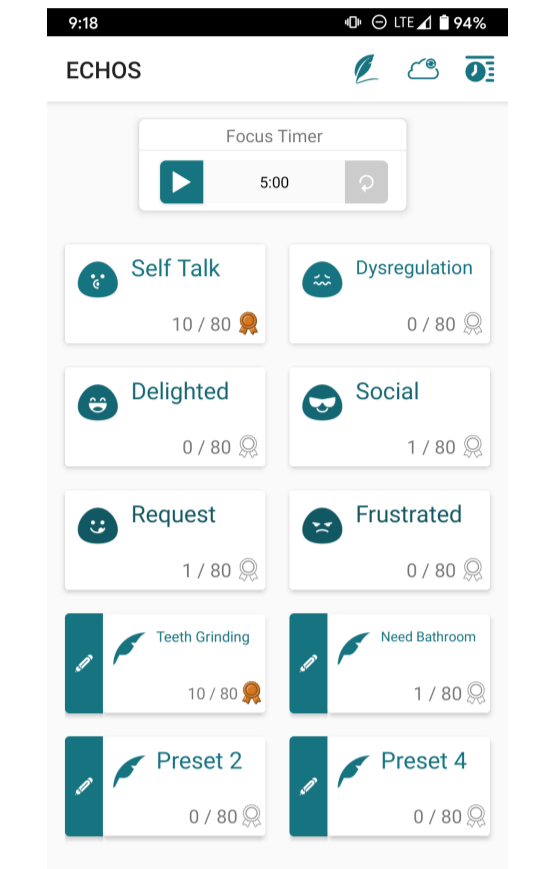 9:18 LTE 94%
ECHOS
Focus Timer
5:00
Self Talk
10 / 80
Dysregulation
0 / 80
Delighted
0 / 80
Social
1 / 80
Request
1 / 80
Frustrated
0 / 80
Teeth Grinding
10 / 80
Need Bathroom
1 / 80
Preset 2
0 / 80
Preset 4
0 / 80